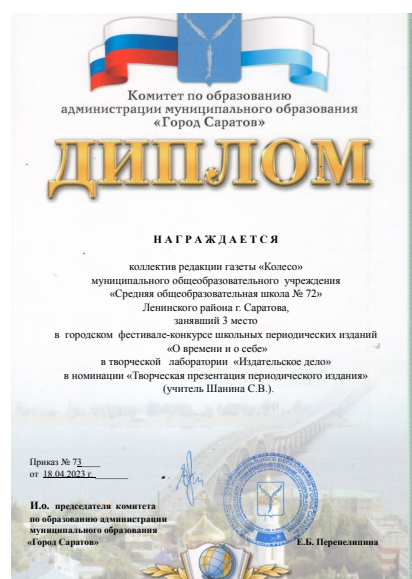 Комитет по образованию
администрации муниципального образования
«Город Саратов»
ДИПЛОМ
НАГРАЖДАЕТСЯ
коллектив редакции газеты «Колесо»
муниципального общеобразовательного учреждения
«Средняя общеобразовательная школа № 72»
Ленинского района г. Саратова,
занявший 3 место
в городском фестивале-конкурсе школьных периодических изданий
«О времени и о себе»
в творческой лаборатории «Издательское дело»
в номинации «Творческая презентация периодического издания»
(учитель Шанина С.В.).
Приказ № 73
от 18.04.2023 г.
И.о. председателя комитета
по образованию администрации
муниципального образования
«Город Саратов»
Е.Б. Перепелицина